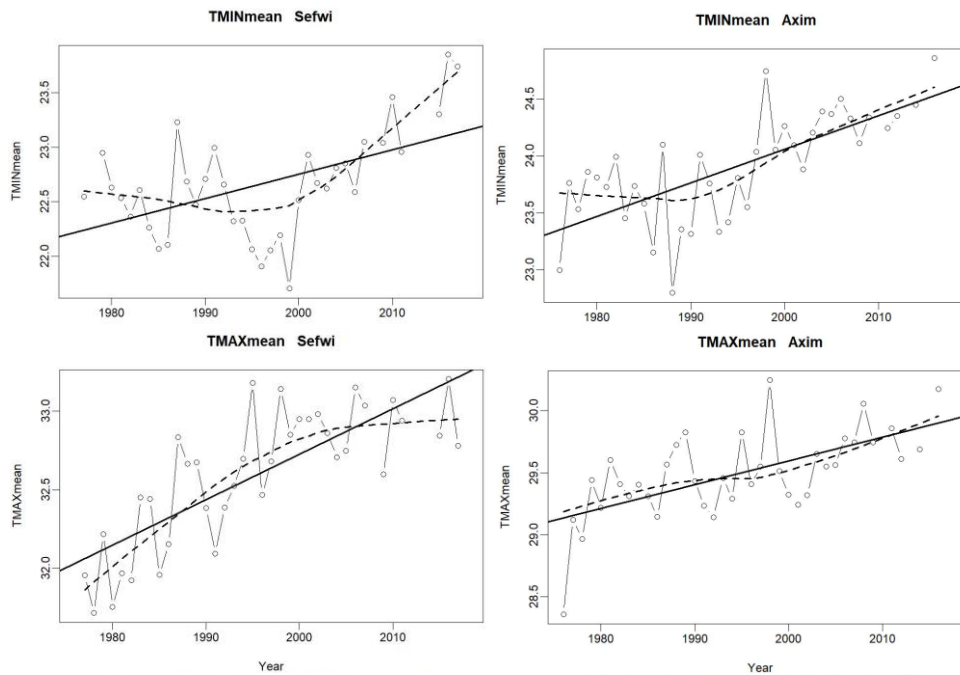 TMINmean Sefwi
TMINmean
23.5
23.0
22.5
22.0
1980 1990 2000 2010
TMINmean Axim
TMINmean
24.5
24.0
23.5
23.0
1980 1990 2000 2010
TMAXmean Sefwi
TMAXmean
33.0
32.5
32.0
1980 1990 2000 2010
Year
TMAXmean Axim
TMAXmean
30.0
29.5
29.0
28.5
1980 1990 2000 2010
Year